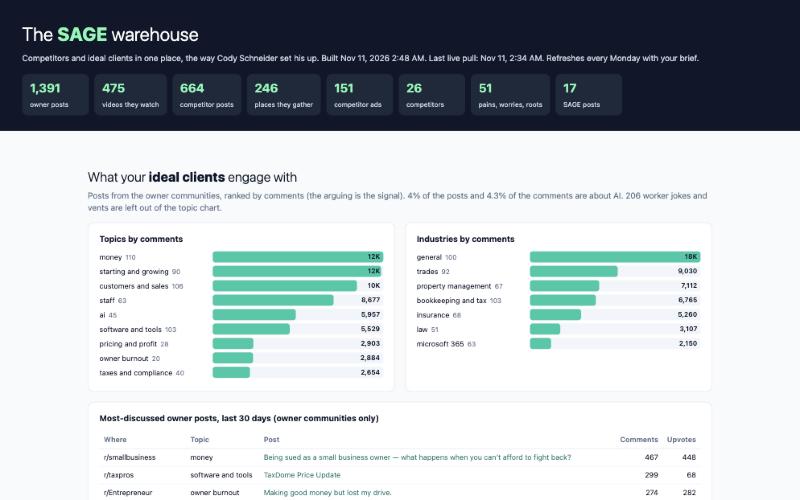 The SAGE warehouse
Competitors and ideal clients in one place, the way Cody Schneider set his up. Built Nov 11, 2026 2:48 AM. Last live pull: Nov 11, 2:34 AM. Refreshes every Monday with your brief.
1,391
owner posts
475
videos they watch
664
competitor posts
246
places they gather
151
competitor ads
26
competitors
51
pains, worries, roots
17
SAGE posts
What your ideal clients engage with
Posts from the owner communities, ranked by comments (the arguing is the signal). 4% of the posts and 4.3% of the comments are about AI. 206 worker jokes and
vents are left out of the topic chart.
Topics by comments
money 110 12K
starting and growing 90 12K
customers and sales 106 10K
staff 63 8,677
ai 45 5,957
software and tools 103 5,529
pricing and profit 28 2,903
owner burnout 20 2,884
taxes and compliance 40 2,654
Industries by comments
general 100 18K
trades 92 9,030
property management 67 7,112
bookkeeping and tax 103 6,765
insurance 68 5,260
law 51 3,107
microsoft 365 63 2,150
Most-discussed owner posts, last 30 days (owner communities only)
Where Topic Post Comments Upvotes
r/smallbusiness money Being sued as a small business owner — what happens when you can't afford to fight back? 467 448
r/taxpros software and tools TaxDome Price Update 299 68
r/Entrepreneur owner burnout Making good money but lost my drive. 274 282